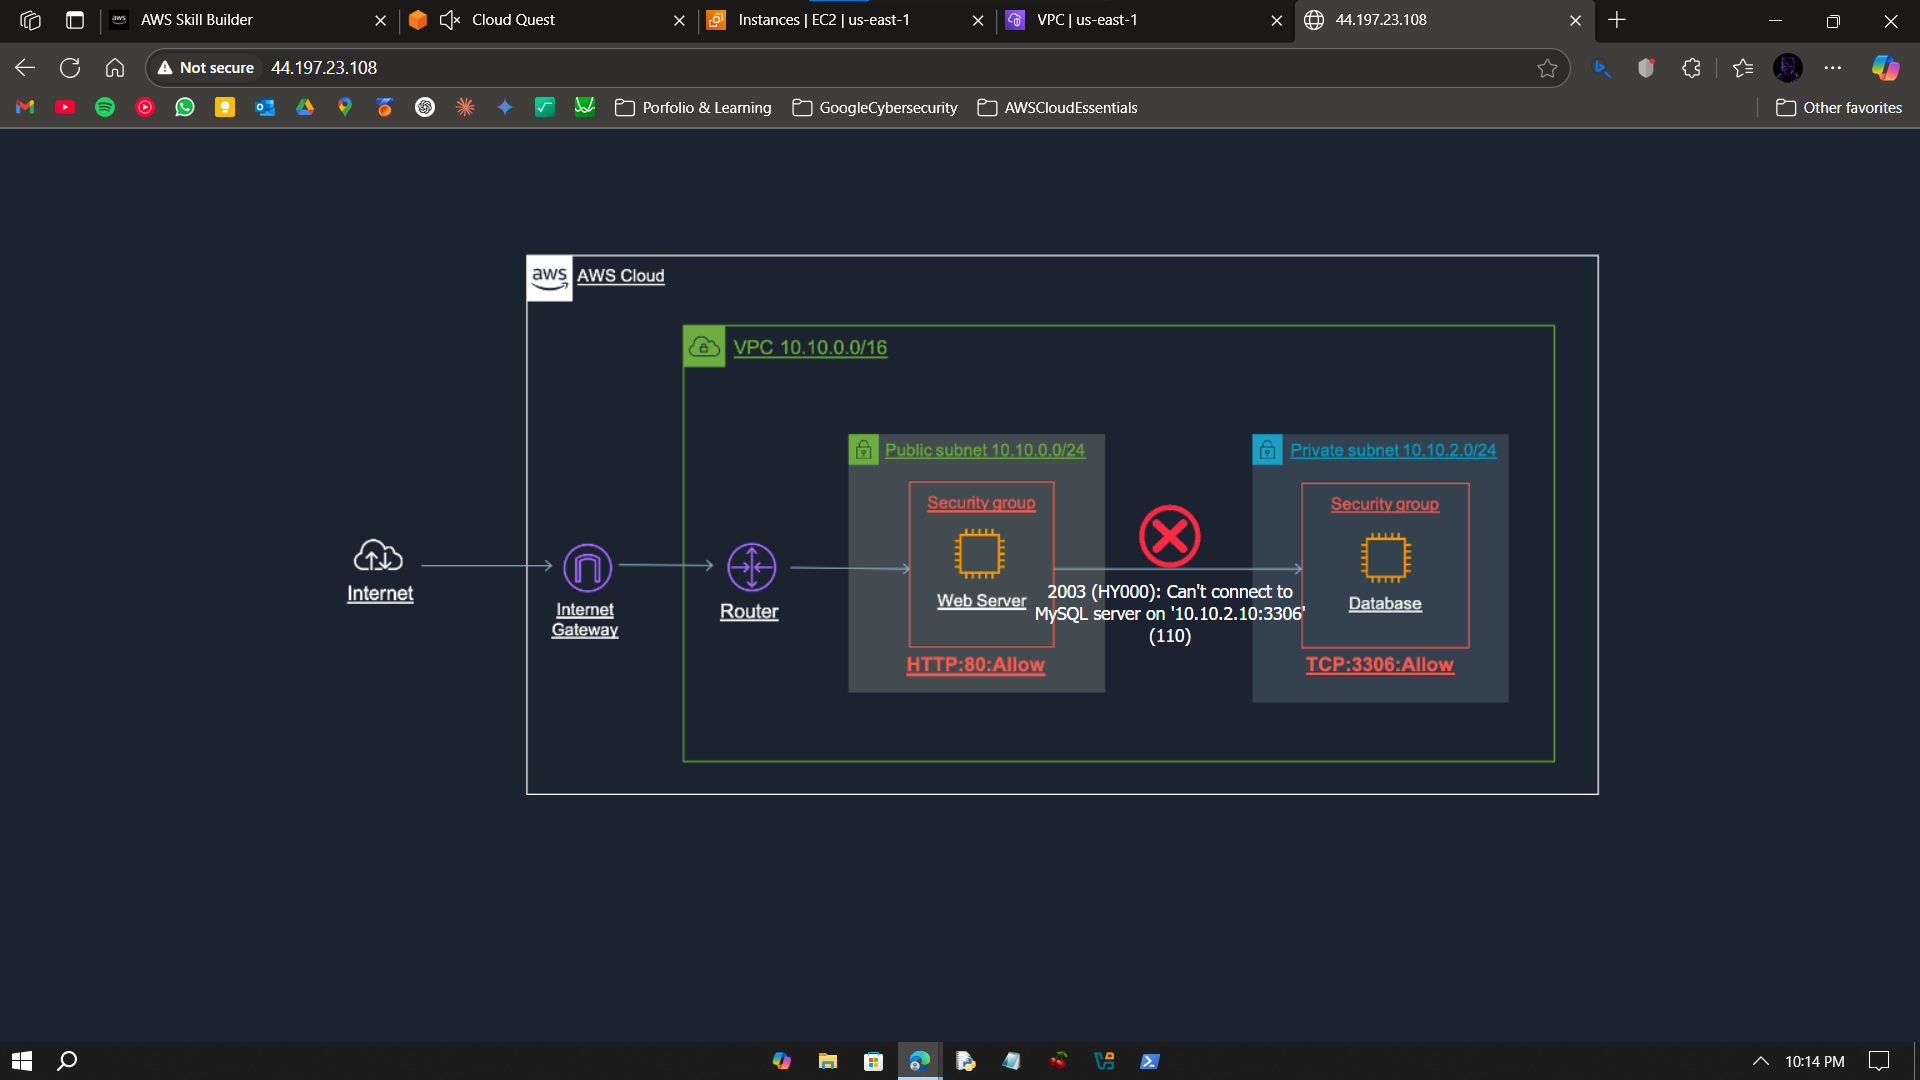 aws
AWS Skill Builder
Cloud Quest
Instances | EC2 | us-east-1
VPC | us-east-1
44.197.23.108
Not secure
44.197.23.108
Porfolio & Learning
GoogleCybersecurity
AWSCloudEssentials
Other favorites
aws
AWS Cloud
VPC 10.10.0.0/16
Public subnet 10.10.0.0/24
Private subnet 10.10.2.0/24
Security group
Security group
Internet
Internet
Gateway
Router
Web Server
2003 (HY000): Can't connect to
MySQL server on '10.10.2.10:3306'
(110)
Database
HTTP:80:Allow
TCP:3306:Allow
10:14 PM